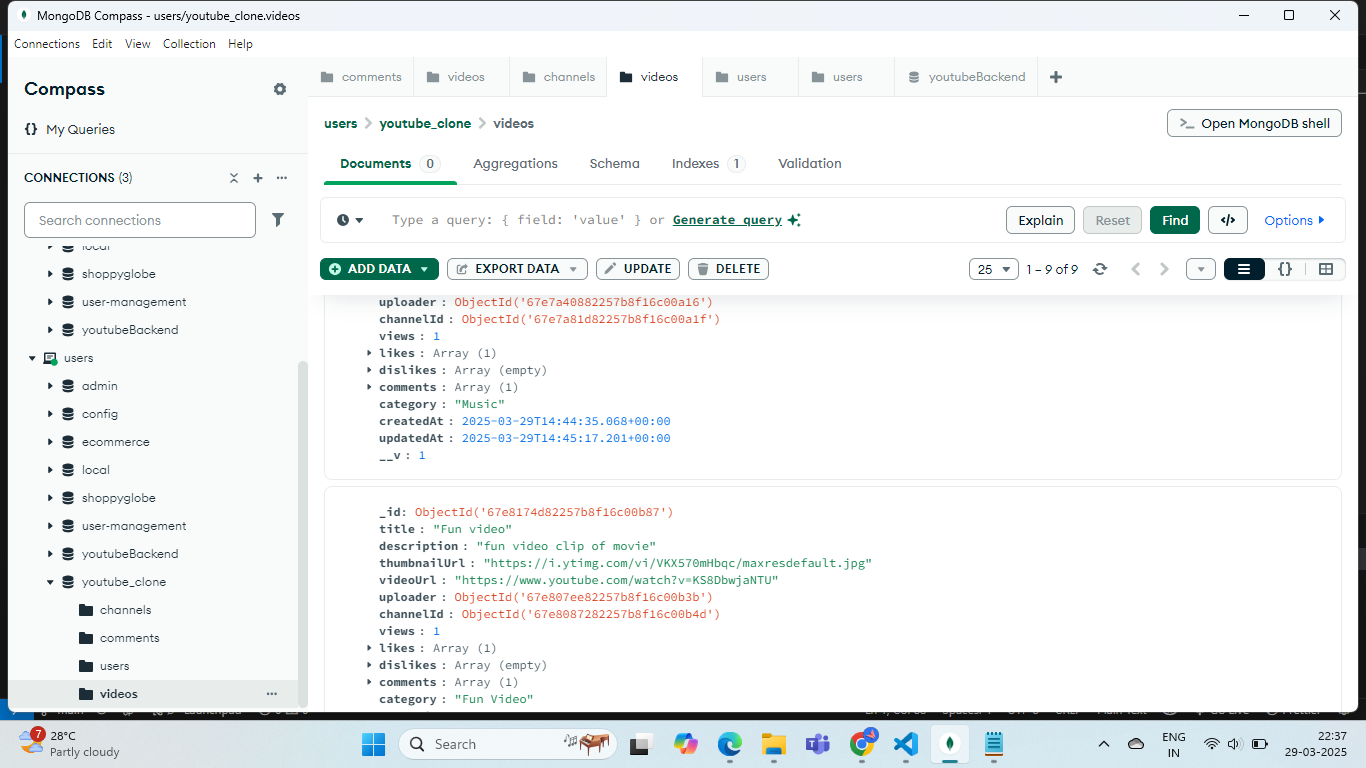 MongoDB Compass - users/youtube_clone.videos
Connections Edit View Collection Help
Compass
My Queries
CONNECTIONS (3)
Search connections
local
shoppyglobe
user-management
youtubeBackend
users
admin
config
ecommerce
local
shoppyglobe
user-management
youtubeBackend
youtube_clone
channels
comments
users
videos
comments videos channels videos users users youtubeBackend
users > youtube_clone > videos
>_ Open MongoDB shell
Documents 0 Aggregations Schema Indexes 1 Validation
Type a query: { field: 'value' } or Generate query
Explain Reset Find </> Options
ADD DATA EXPORT DATA UPDATE DELETE
25 1 – 9 of 9
uploader : ObjectId('67e7a40882257b8f16c00a16')
channelId : ObjectId('67e7a81d82257b8f16c00a1f')
views : 1
likes : Array (1)
dislikes : Array (empty)
comments : Array (1)
category : "Music"
createdAt : 2025-03-29T14:44:35.068+00:00
updatedAt : 2025-03-29T14:45:17.201+00:00
__v : 1
_id: ObjectId('67e8174d82257b8f16c00b87')
title : "Fun video"
description : "fun video clip of movie"
thumbnailUrl : "https://i.ytimg.com/vi/VKX570mHbqc/maxresdefault.jpg"
videoUrl : "https://www.youtube.com/watch?v=KS8DbwjaNTU"
uploader : ObjectId('67e807ee82257b8f16c00b3b')
channelId : ObjectId('67e8087282257b8f16c00b4d')
views : 1
likes : Array (1)
dislikes : Array (empty)
comments : Array (1)
category : "Fun Video"
7
28°C
Partly cloudy
Search
ENG
IN
22:37
29-03-2025